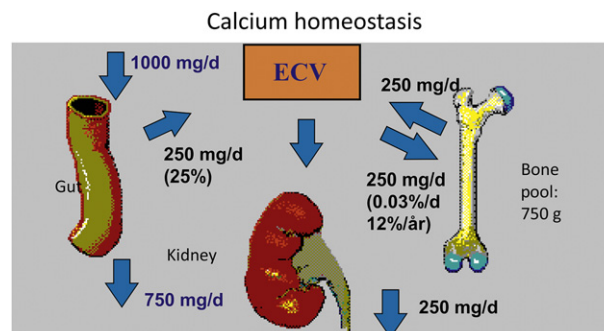 Calcium homeostasis
1000 mg/d
ECV
250 mg/d
Gut
250 mg/d
(25%)
250 mg/d
(0.03%/d
12%/år)
Bone
pool:
750 g
Kidney
750 mg/d
250 mg/d